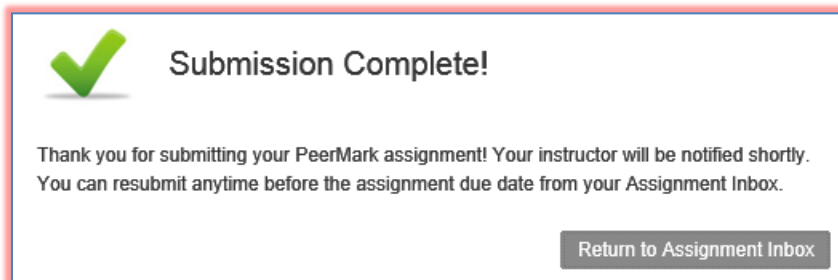 Submission Complete!
Thank you for submitting your PeerMark assignment! Your instructor will be notified shortly.
You can resubmit anytime before the assignment due date from your Assignment Inbox.
Return to Assignment Inbox